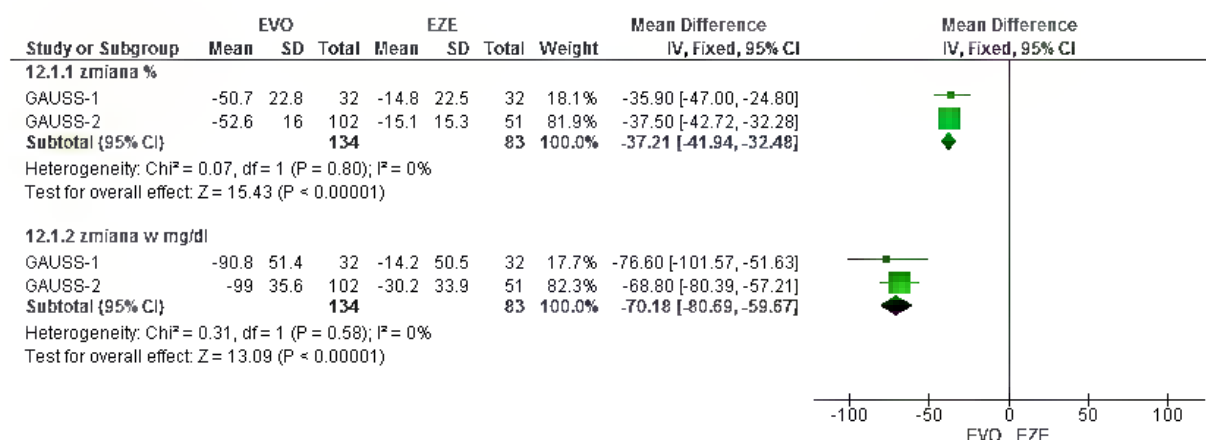 EVO EZE Mean Difference Mean Difference
Study or Subgroup Mean SD Total Mean SD Total Weight IV, Fixed, 95% CI IV, Fixed, 95% CI
12.1.1 zmiana %
GAUSS-1 -50.7 22.8 32 -14.8 22.5 32 18.1% -35.90 [-47.00, -24.80]
GAUSS-2 -52.6 16 102 -15.1 15.3 51 81.9% -37.50 [-42.72, -32.28]
Subtotal (95% CI) 134 83 100.0% -37.21 [-41.94, -32.48]
Heterogeneity: Chi² = 0.07, df = 1 (P = 0.80); I² = 0%
Test for overall effect: Z = 15.43 (P < 0.00001)
12.1.2 zmiana w mg/dl
GAUSS-1 -90.8 51.4 32 -14.2 50.5 32 17.7% -76.60 [-101.57, -51.63]
GAUSS-2 -99 35.6 102 -30.2 33.9 51 82.3% -68.80 [-80.39, -57.21]
Subtotal (95% CI) 134 83 100.0% -70.18 [-80.69, -59.67]
Heterogeneity: Chi² = 0.31, df = 1 (P = 0.58); I² = 0%
Test for overall effect: Z = 13.09 (P < 0.00001)
-100 -50 0 50 100
EVO EZE